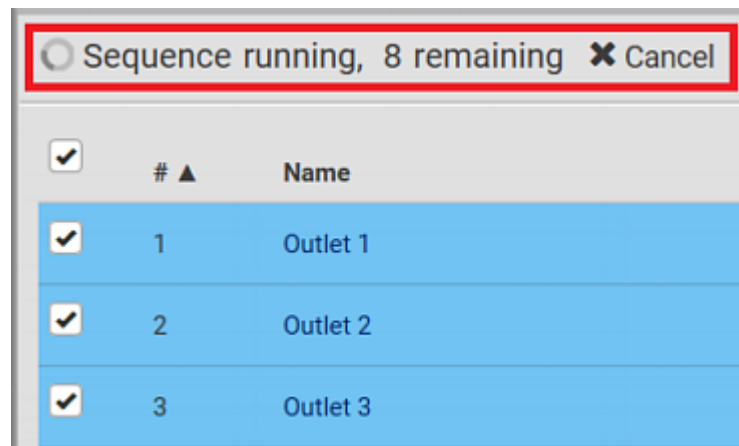 Sequence running, 8 remaining ✖ Cancel
# ▲ Name
1 Outlet 1
2 Outlet 2
3 Outlet 3